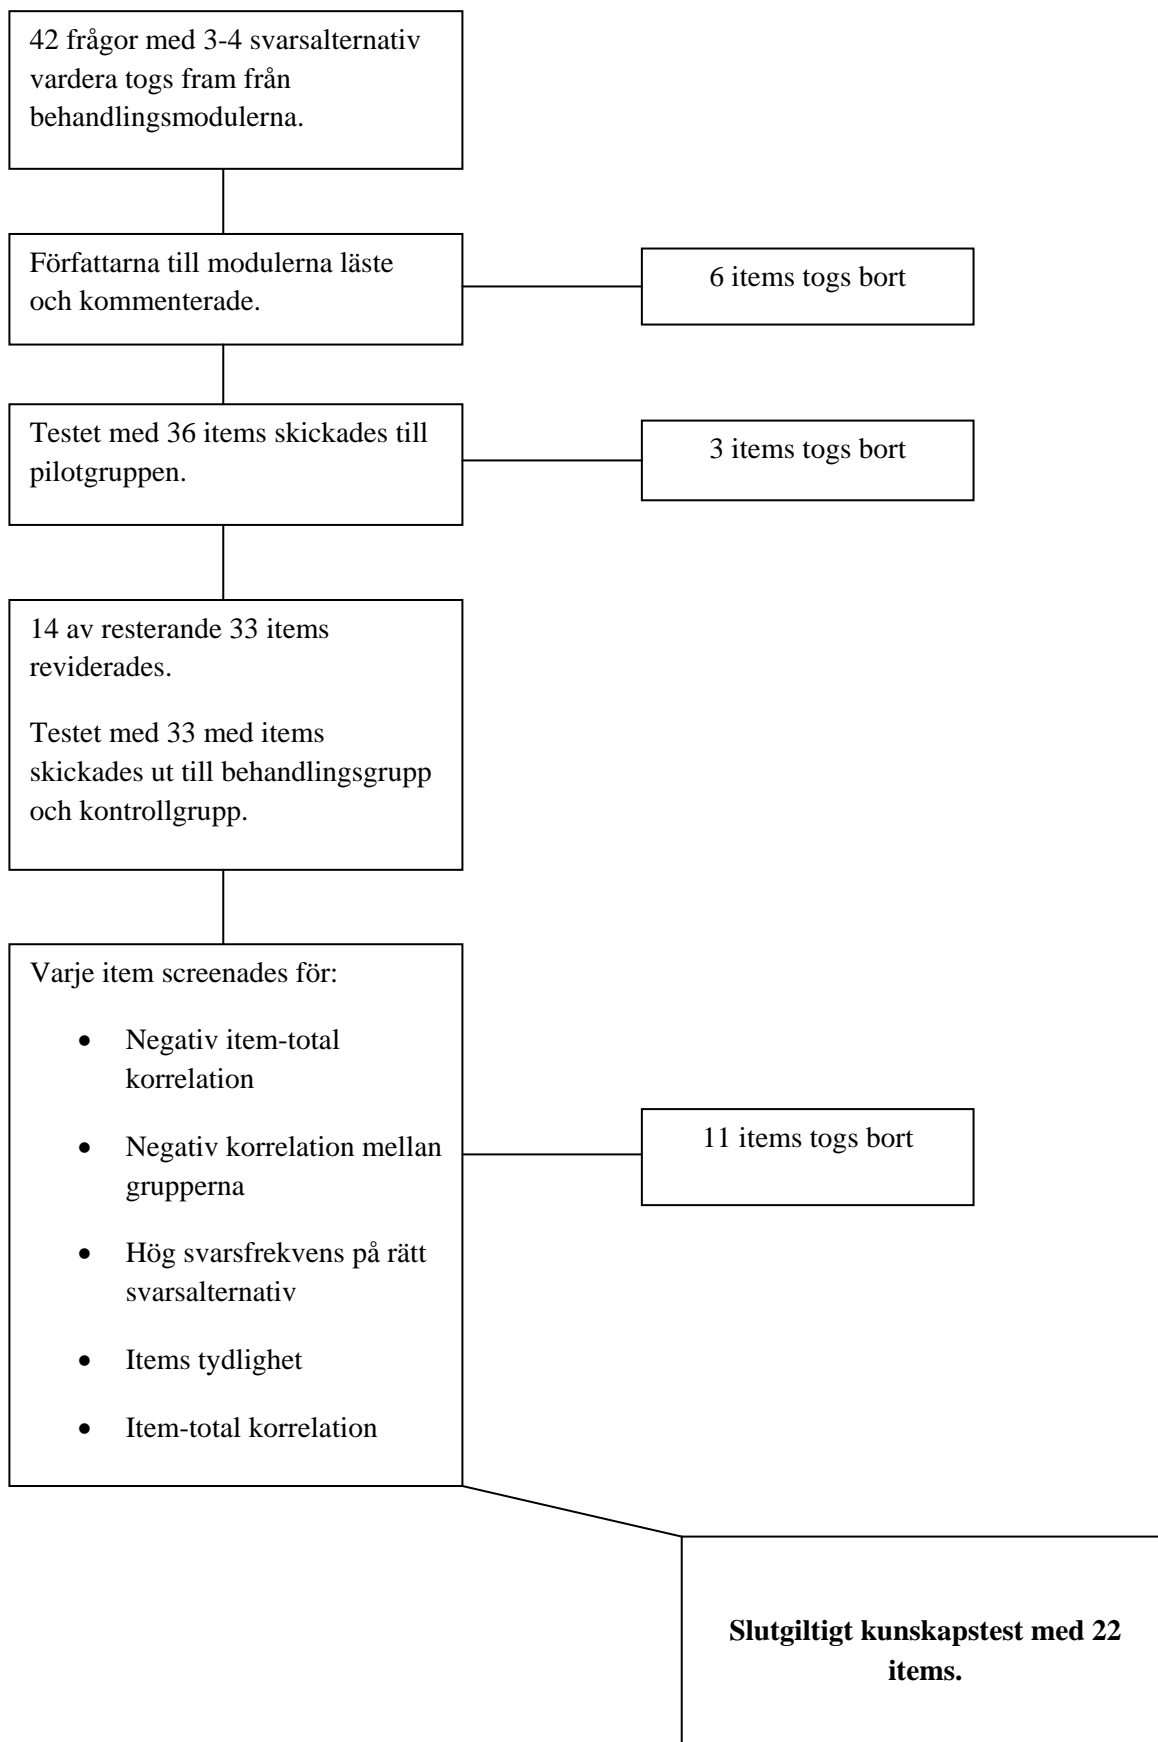 42 frågor med 3-4 svarsalternativ
vardera togs fram från
behandlingsmodulerna.
Författarna till modulerna läste
och kommenterade.
6 items togs bort
Testet med 36 items skickades till
pilotgruppen.
3 items togs bort
14 av resterande 33 items
reviderades.
Testet med 33 med items
skickades ut till behandlingsgrupp
och kontrollgrupp.
Varje item screenades för:
• Negativ item-total
korrelation
• Negativ korrelation mellan
grupperna
• Hög svarsfrekvens på rätt
svarsalternativ
• Items tydlighet
• Item-total korrelation
11 items togs bort
Slutgiltigt kunskapstest med 22
items.